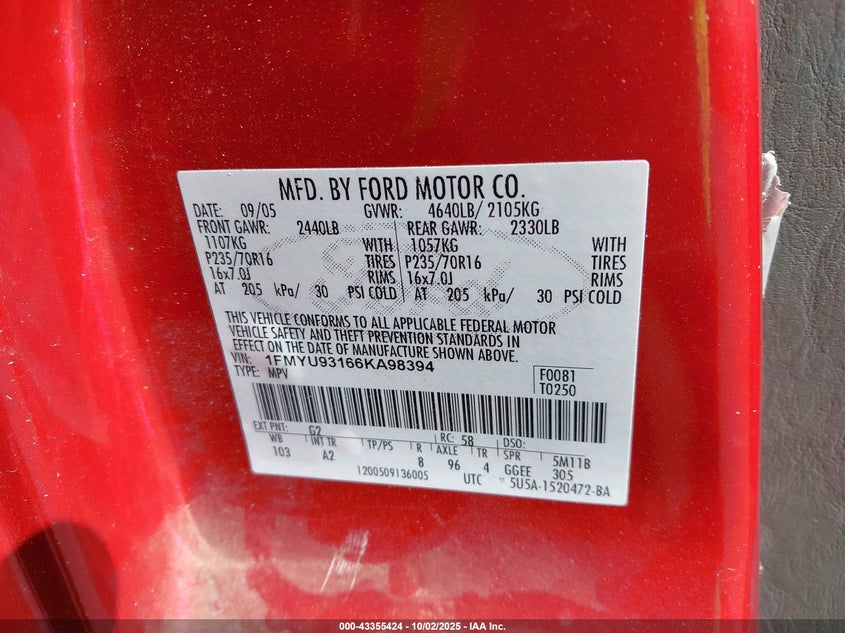 MFD. BY FORD MOTOR CO.
DATE: 09/05 GVWR: 4640LB/ 2105KG
FRONT GAWR: 2440LB REAR GAWR: 2330LB
1107KG WITH 1057KG WITH
P235/70R16 TIRES P235/70R16 TIRES
16x7.0J RIMS 16x7.0J RIMS
AT 205 kPa/ 30 PSI COLD AT 205 kPa/ 30 PSI COLD
THIS VEHICLE CONFORMS TO ALL APPLICABLE FEDERAL MOTOR
VEHICLE SAFETY AND THEFT PREVENTION STANDARDS IN
EFFECT ON THE DATE OF MANUFACTURE SHOWN ABOVE.
VIN: 1FMYU93166KA98394
TYPE: MPV
F0081
T0250
EXT PNT: G2 RC: 58 DSO:
WB INT TR TP/PS R AXLE TR SPR 5M11B
103 A2 8 96 4 GGEE 305
1200509136005 UTC 5U5A-1520472-BA
000-43355424 - 10/02/2025 - IAA Inc.